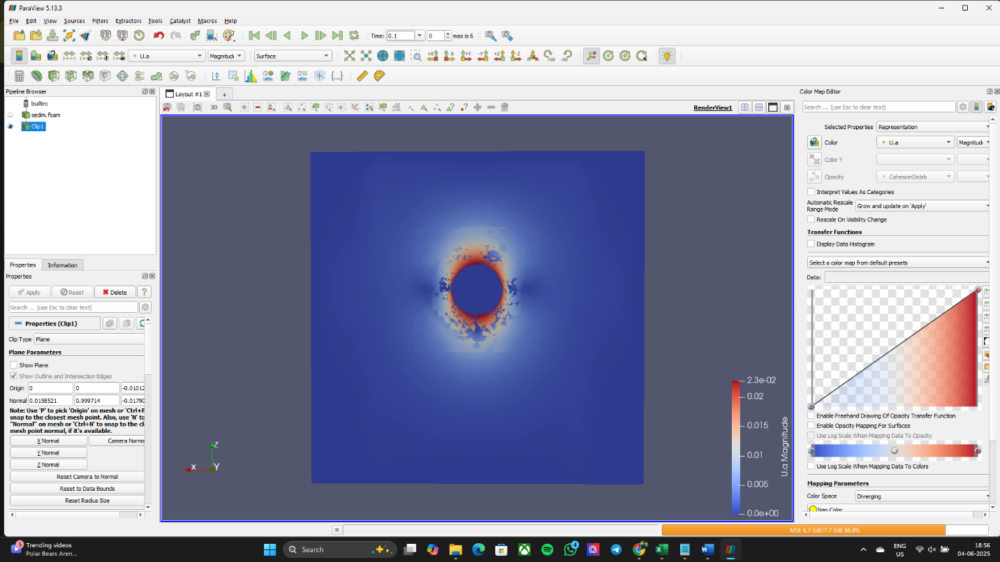 ParaView 5.13.3
File Edit View Sources Filters Extractors Tools Catalyst Macros Help
Time: 0.1 0 max is 6
U.a Magnitud Surface
+X -X +Y -Y +Z -Z +90 -90
Pipeline Browser
builtin:
sedim.foam
Clip1
Properties Information
Properties
Apply Reset Delete ?
Search ... (use Esc to clear text)
Properties (Clip1)
Clip Type Plane
Plane Parameters
Show Plane
Show Outline and Intersection Edges
Origin 0 0 -0.01012
Normal 0.0158521 0.999714 -0.01790
Note: Use 'P' to pick 'Origin' on mesh or 'Ctrl+P
snap to the closest mesh point. Also, use 'N' to
"Normal" on mesh or 'Ctrl+N' to snap to the clo
mesh point normal, if it's available.
X Normal Camera Norma
Y Normal
Z Normal
Reset Camera to Normal
Reset to Data Bounds
Reset Radius Size
Layout #1 +
3D RenderView1
Z
X Y
2.3e-02
0.02
0.015
0.01
0.005
0.0e+00
U.a Magnitude
Color Map Editor
Search ... (use Esc to clear text)
Selected Properties Representation
Color U.a Magnitud
Color Y
Opacity CohesionDistrb
Interpret Values As Categories
Automatic Rescale
Range Mode Grow and update on 'Apply'
Rescale On Visibility Change
Transfer Functions
Display Data Histogram
Select a color map from default presets
Data:
Enable Freehand Drawing Of Opacity Transfer Function
Enable Opacity Mapping For Surfaces
Use Log Scale When Mapping Data To Opacity
Use Log Scale When Mapping Data To Colors
Mapping Parameters
Color Space Diverging
Nan Color
MSI: 6.7 GiB/7.7 GiB 86.8%
5 Trending videos
Polar Bears Aren...
Search
4
ENG
US
18:56
04-06-2025